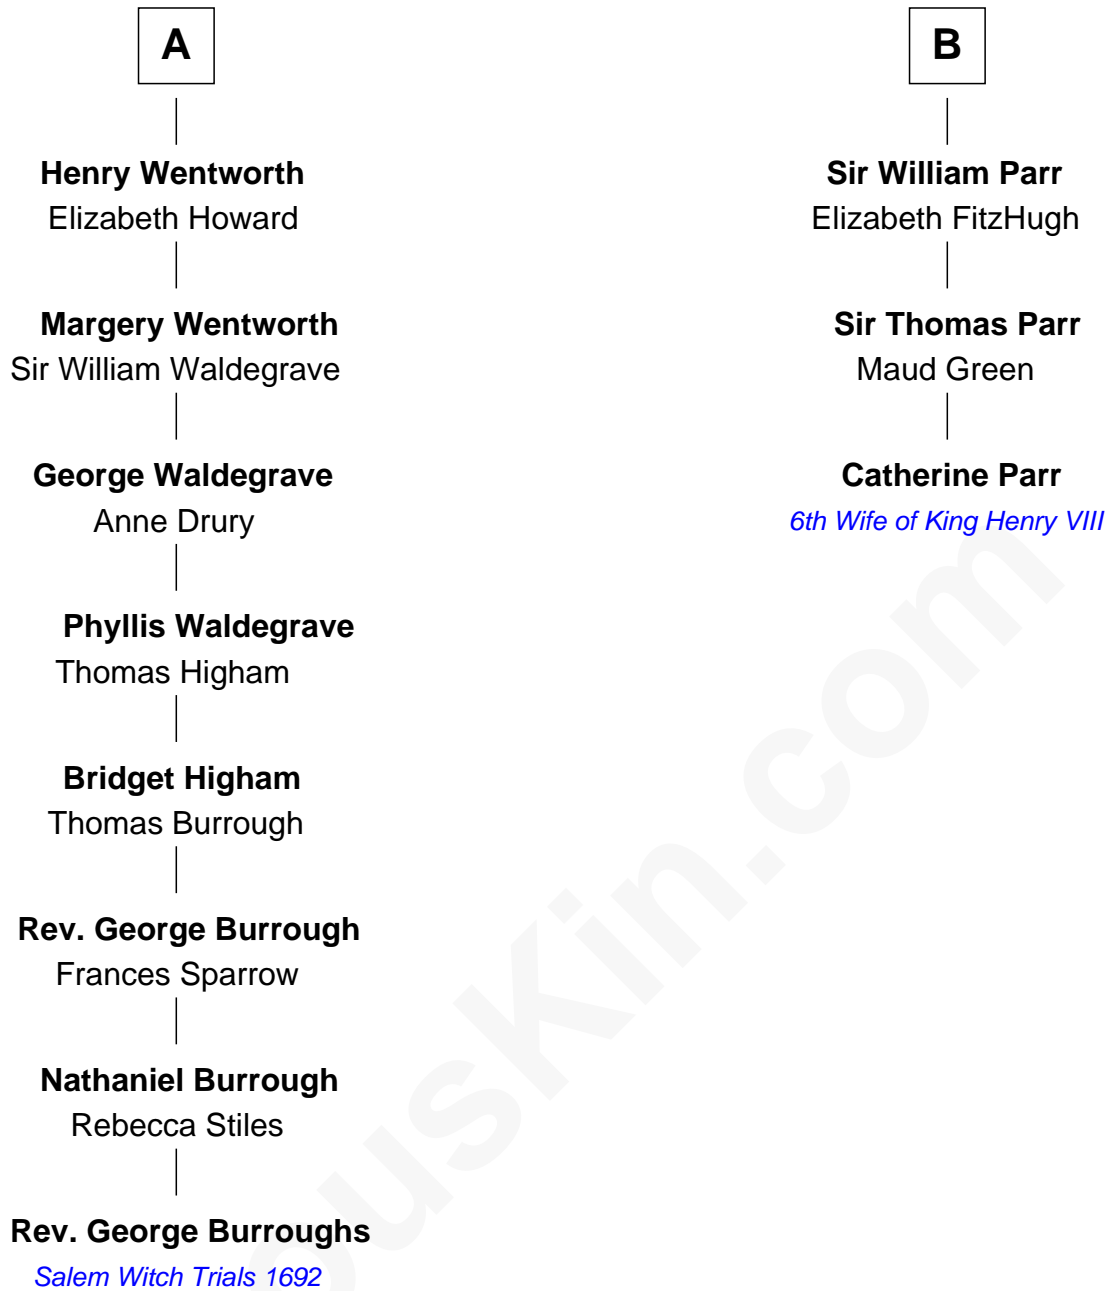 A
Henry Wentworth
Elizabeth Howard
Margery Wentworth
Sir William Waldegrave
George Waldegrave
Anne Drury
Phyllis Waldegrave
Thomas Higham
Bridget Higham
Thomas Burrough
Rev. George Burrough
Frances Sparrow
Nathaniel Burrough
Rebecca Stiles
Rev. George Burroughs
Salem Witch Trials 1692
B
Sir William Parr
Elizabeth FitzHugh
Sir Thomas Parr
Maud Green
Catherine Parr
6th Wife of King Henry VIII
ousKin.com